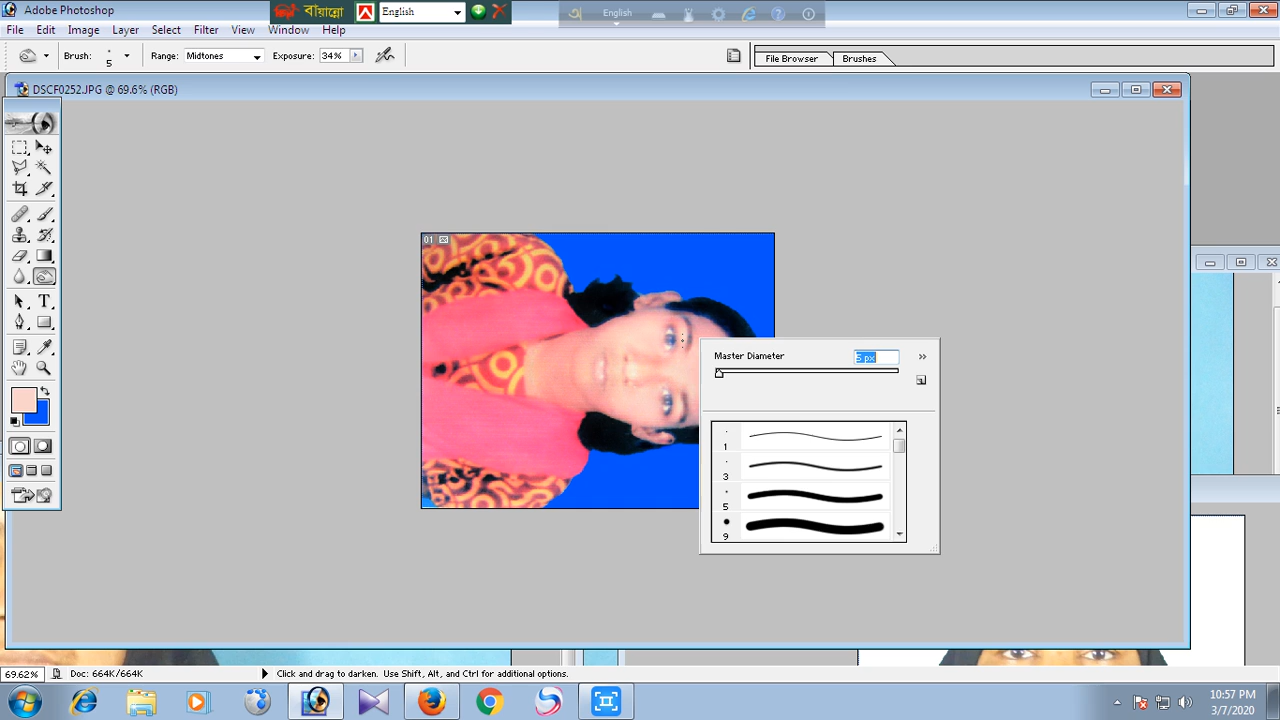 Adobe Photoshop
বায়ান্নো
English
English
File Edit Image Layer Select Filter View Window Help
Brush: 5 Range: Midtones Exposure: 34% File Browser Brushes
DSCF0252.JPG @ 69.6% (RGB)
01
Master Diameter 5 px
1
3
5
9
69.62% Doc: 664K/664K Click and drag to darken. Use Shift, Alt, and Ctrl for additional options.
10:57 PM
3/7/2020